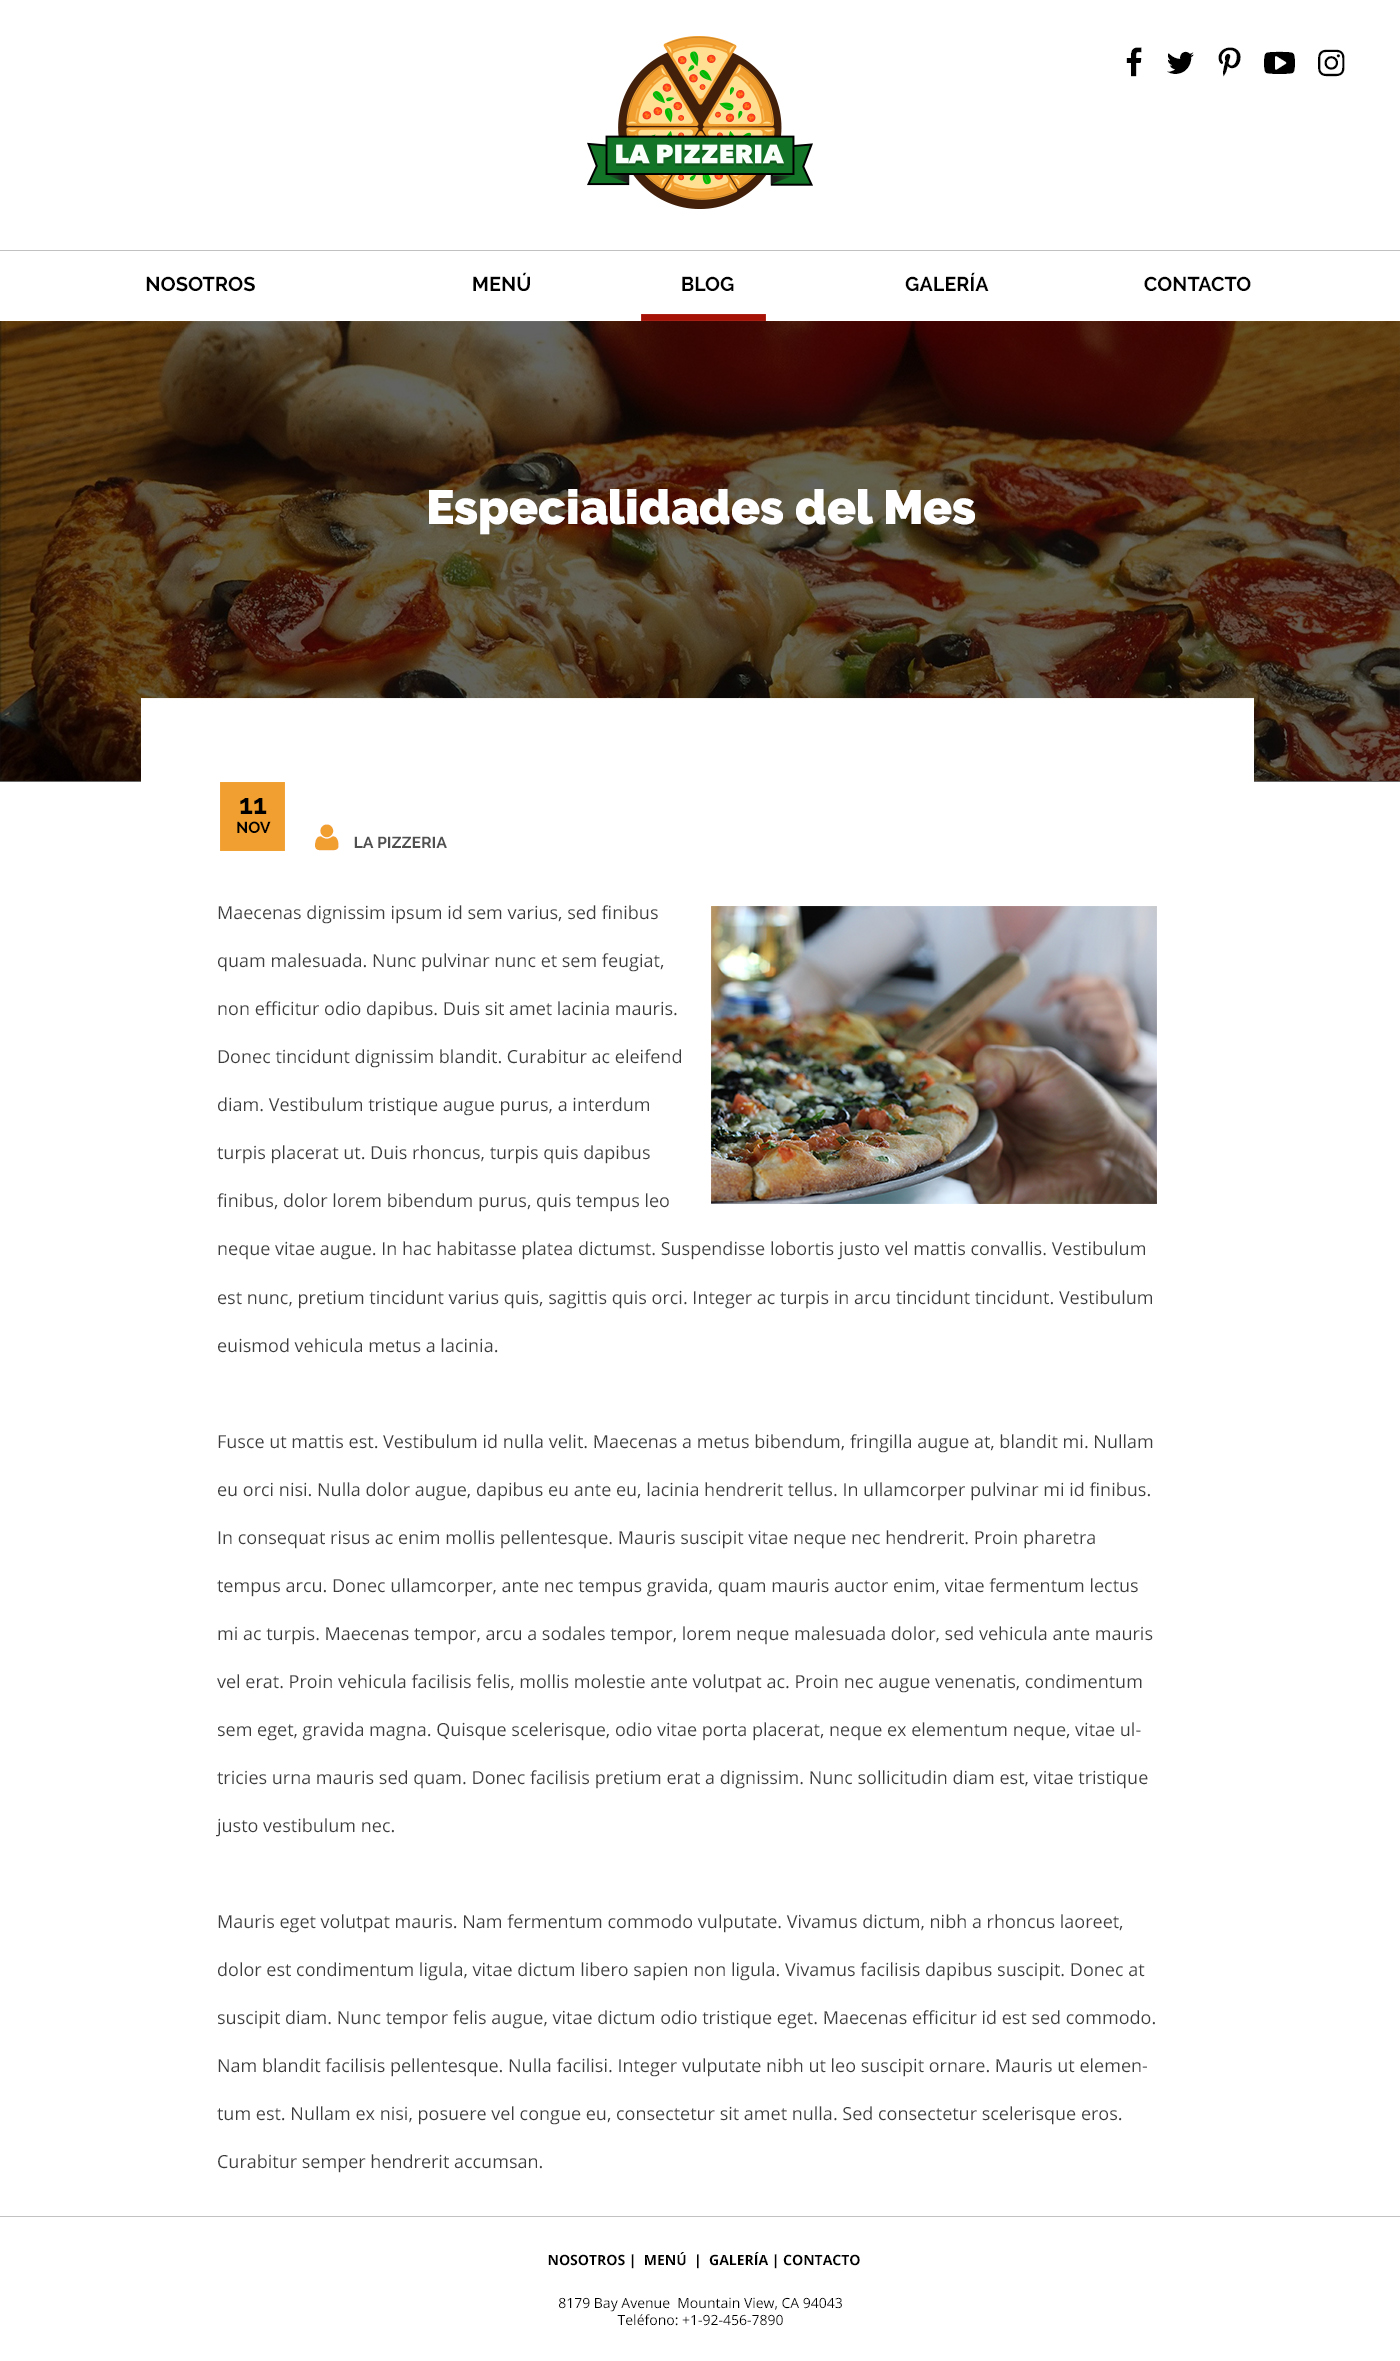 LA PIZZERIA
NOSOTROS MENÚ BLOG GALERÍA CONTACTO
Especialidades del Mes
11
NOV
LA PIZZERIA
Maecenas dignissim ipsum id sem varius, sed finibus
quam malesuada. Nunc pulvinar nunc et sem feugiat,
non efficitur odio dapibus. Duis sit amet lacinia mauris.
Donec tincidunt dignissim blandit. Curabitur ac eleifend
diam. Vestibulum tristique augue purus, a interdum
turpis placerat ut. Duis rhoncus, turpis quis dapibus
finibus, dolor lorem bibendum purus, quis tempus leo
neque vitae augue. In hac habitasse platea dictumst. Suspendisse lobortis justo vel mattis convallis. Vestibulum
est nunc, pretium tincidunt varius quis, sagittis quis orci. Integer ac turpis in arcu tincidunt tincidunt. Vestibulum
euismod vehicula metus a lacinia.
Fusce ut mattis est. Vestibulum id nulla velit. Maecenas a metus bibendum, fringilla augue at, blandit mi. Nullam
eu orci nisi. Nulla dolor augue, dapibus eu ante eu, lacinia hendrerit tellus. In ullamcorper pulvinar mi id finibus.
In consequat risus ac enim mollis pellentesque. Mauris suscipit vitae neque nec hendrerit. Proin pharetra
tempus arcu. Donec ullamcorper, ante nec tempus gravida, quam mauris auctor enim, vitae fermentum lectus
mi ac turpis. Maecenas tempor, arcu a sodales tempor, lorem neque malesuada dolor, sed vehicula ante mauris
vel erat. Proin vehicula facilisis felis, mollis molestie ante volutpat ac. Proin nec augue venenatis, condimentum
sem eget, gravida magna. Quisque scelerisque, odio vitae porta placerat, neque ex elementum neque, vitae ul-
tricies urna mauris sed quam. Donec facilisis pretium erat a dignissim. Nunc sollicitudin diam est, vitae tristique
justo vestibulum nec.
Mauris eget volutpat mauris. Nam fermentum commodo vulputate. Vivamus dictum, nibh a rhoncus laoreet,
dolor est condimentum ligula, vitae dictum libero sapien non ligula. Vivamus facilisis dapibus suscipit. Donec at
suscipit diam. Nunc tempor felis augue, vitae dictum odio tristique eget. Maecenas efficitur id est sed commodo.
Nam blandit facilisis pellentesque. Nulla facilisi. Integer vulputate nibh ut leo suscipit ornare. Mauris ut elemen-
tum est. Nullam ex nisi, posuere vel congue eu, consectetur sit amet nulla. Sed consectetur scelerisque eros.
Curabitur semper hendrerit accumsan.
NOSOTROS | MENÚ | GALERÍA | CONTACTO
8179 Bay Avenue Mountain View, CA 94043
Teléfono: +1-92-456-7890